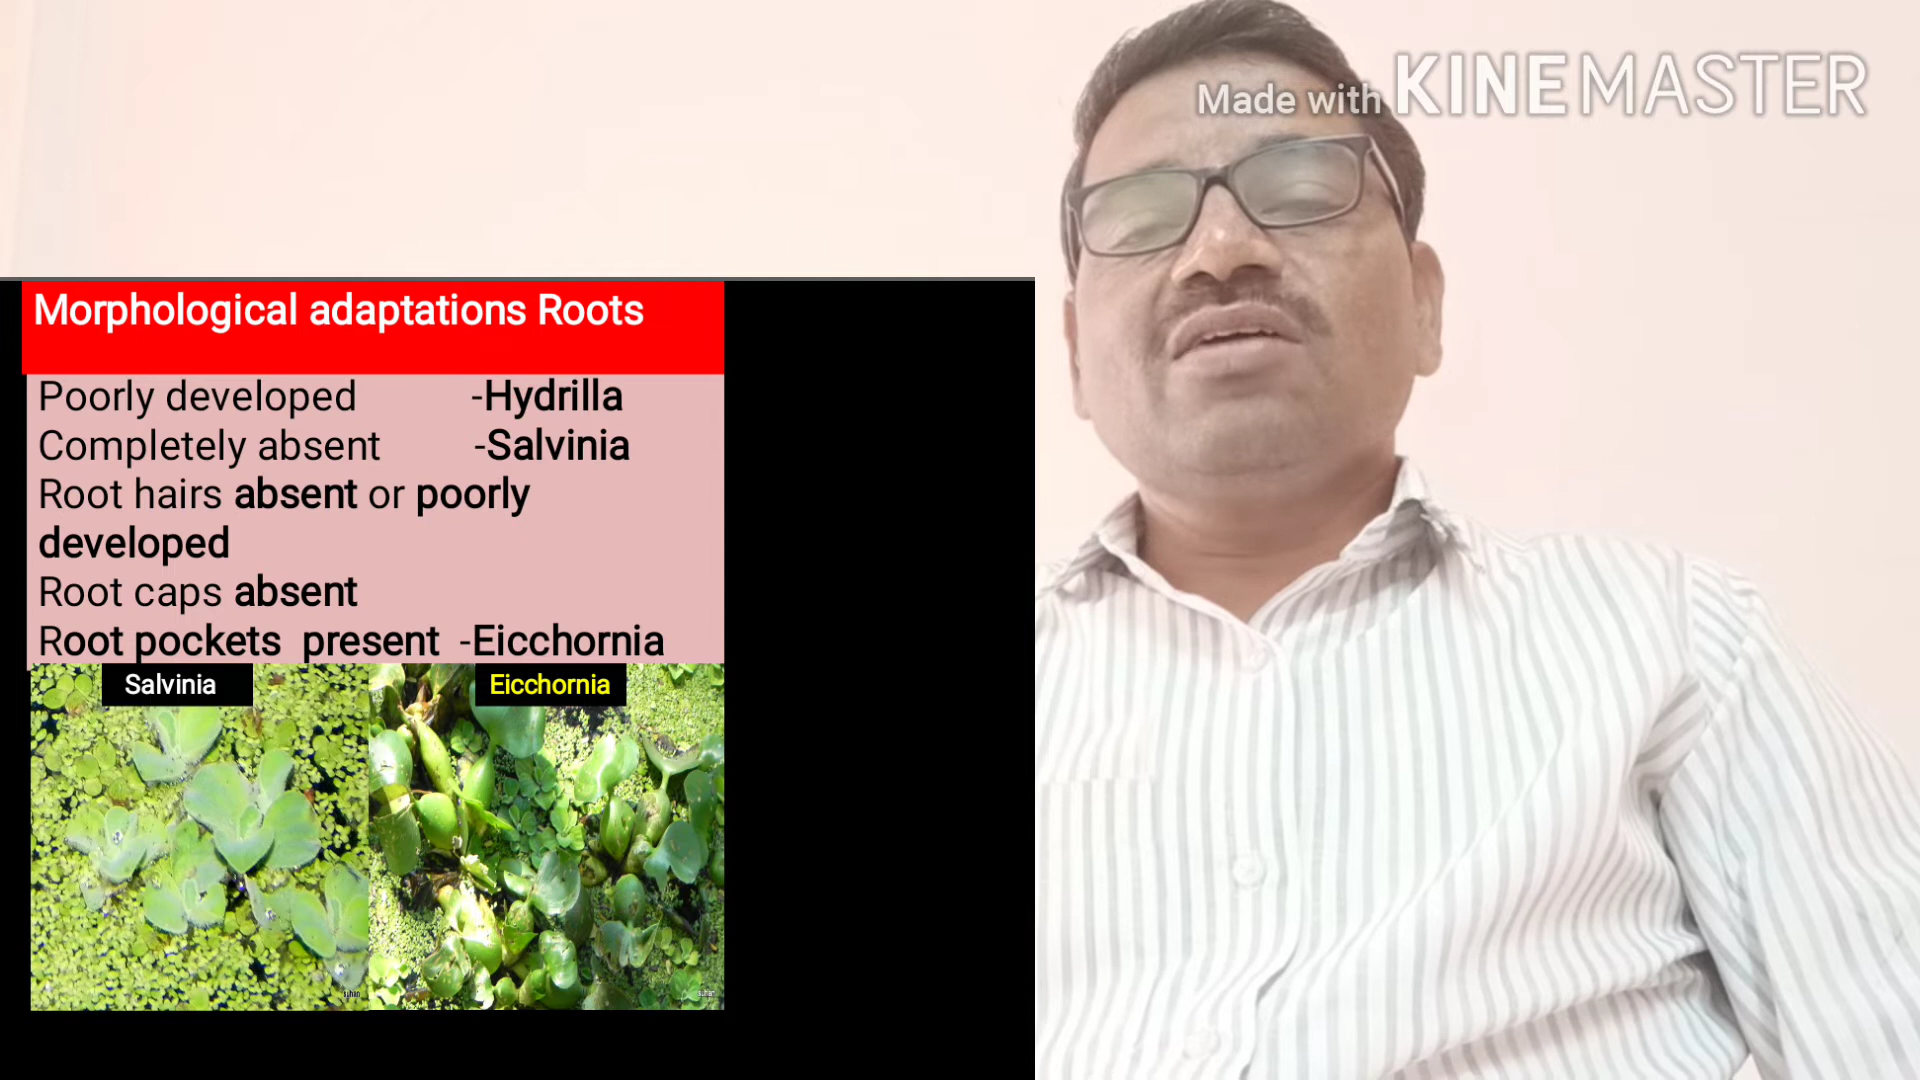 Made with KINEMASTER
Morphological adaptations Roots
Poorly developed -Hydrilla
Completely absent -Salvinia
Root hairs absent or poorly
developed
Root caps absent
Root pockets present -Eicchornia
Salvinia
Eicchornia